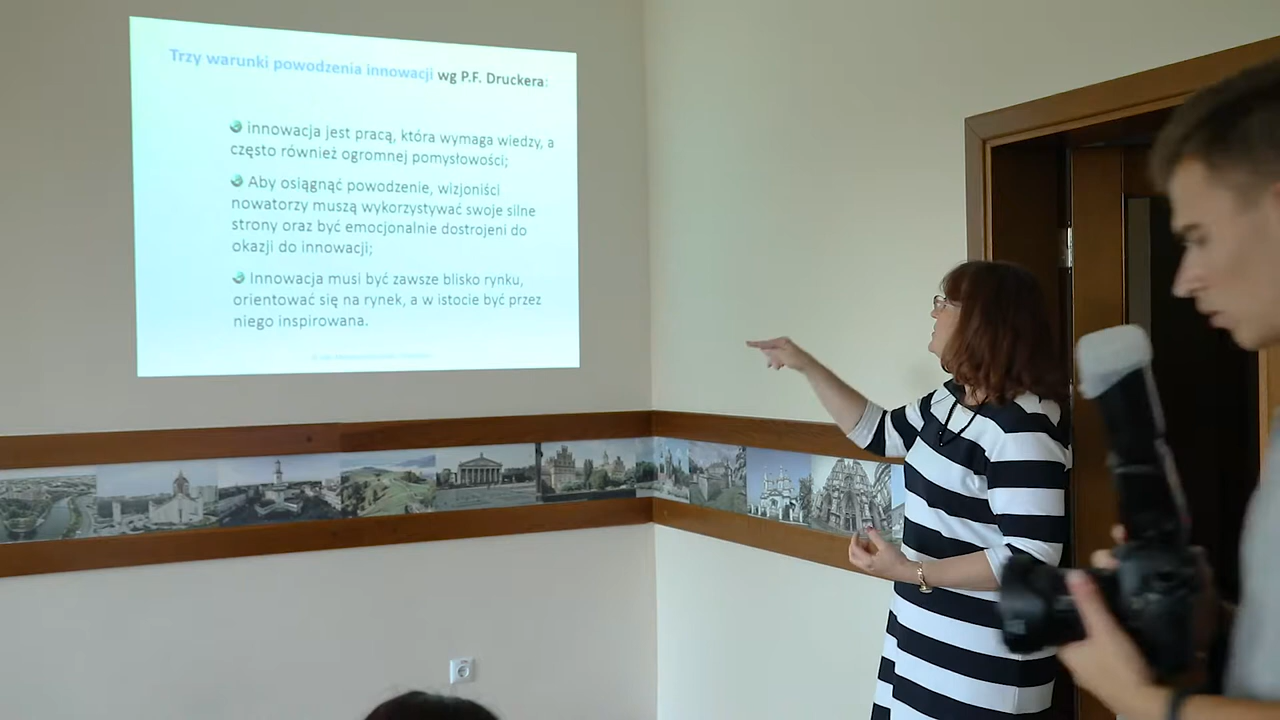 Trzy warunki powodzenia innowacji wg P.F. Druckera:
innowacja jest pracą, która wymaga wiedzy, a
często również ogromnej pomysłowości;
Aby osiągnąć powodzenie, wizjoniści
nowatorzy muszą wykorzystywać swoje silne
strony oraz być emocjonalnie dostrojeni do
okazji do innowacji;
Innowacja musi być zawsze blisko rynku,
orientować się na rynek, a w istocie być przez
niego inspirowana.